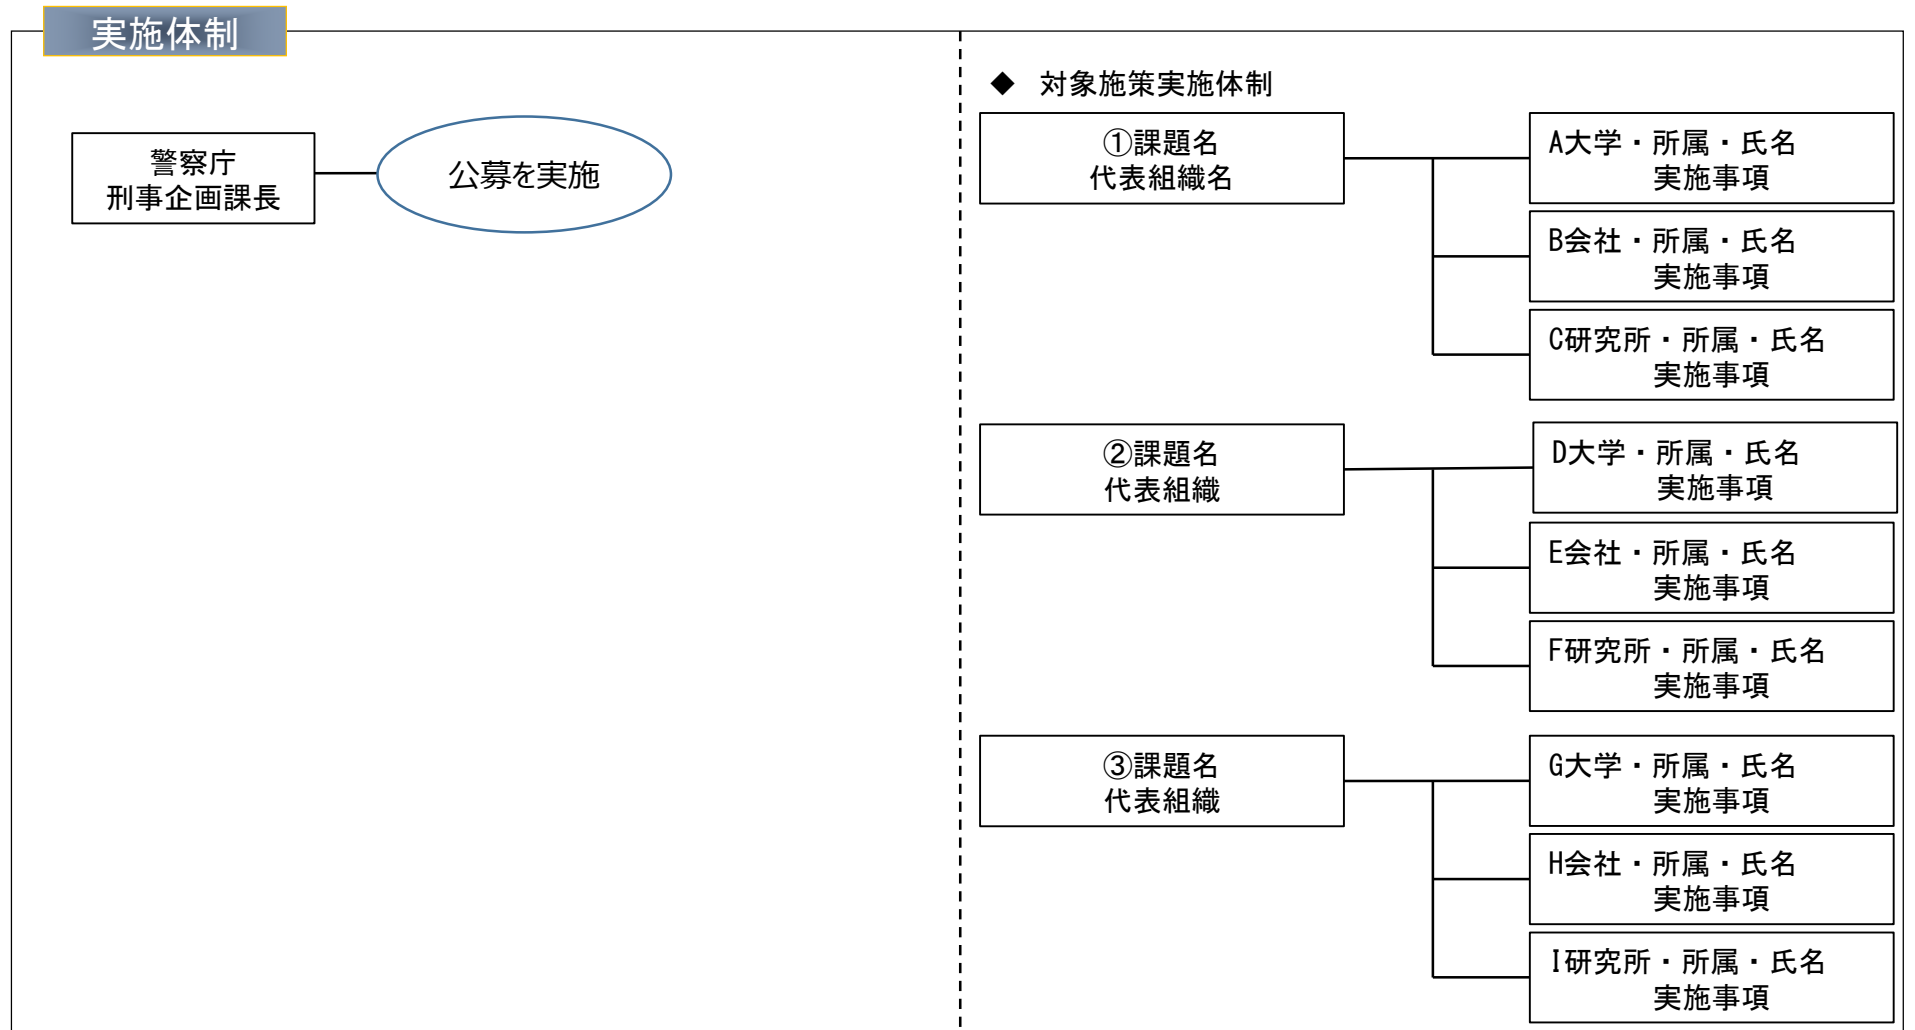 実施体制
警察庁
刑事企画課長
公募を実施
◆ 対象施策実施体制
①課題名
代表組織名
A大学・所属・氏名
実施事項
B会社・所属・氏名
実施事項
C研究所・所属・氏名
実施事項
②課題名
代表組織
D大学・所属・氏名
実施事項
E会社・所属・氏名
実施事項
F研究所・所属・氏名
実施事項
③課題名
代表組織
G大学・所属・氏名
実施事項
H会社・所属・氏名
実施事項
I研究所・所属・氏名
実施事項